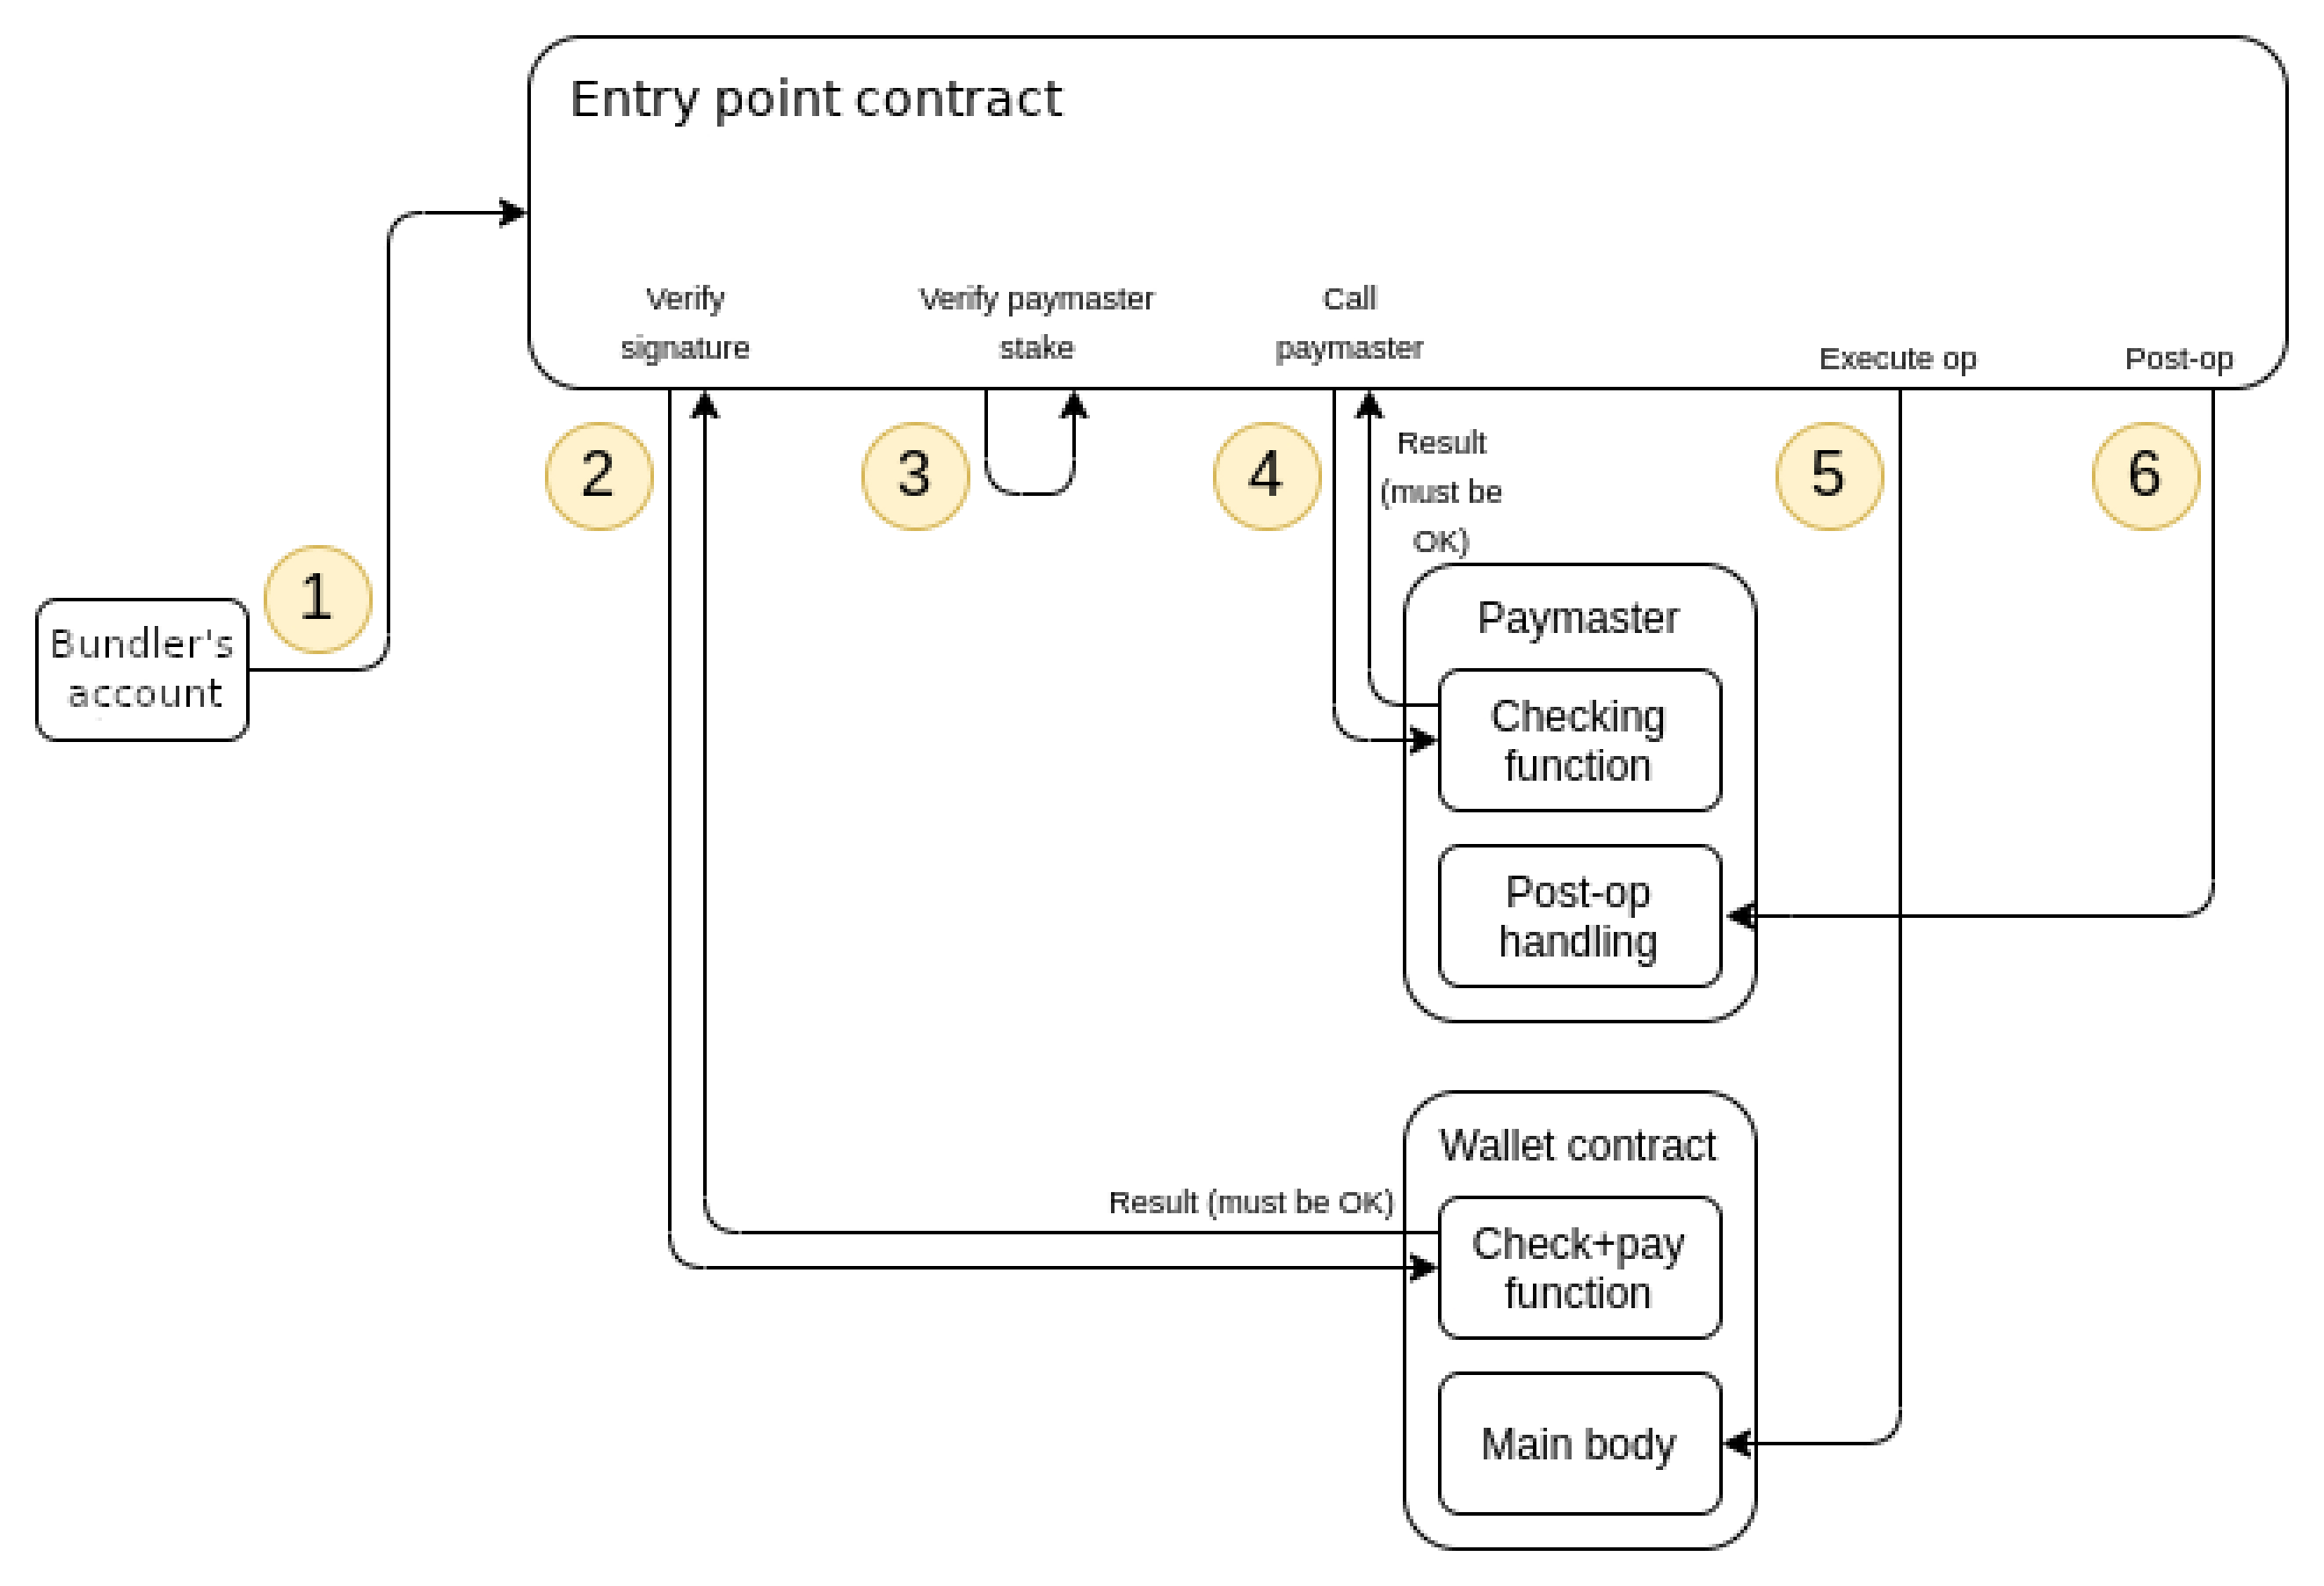 Entry point contract
Verify
signature
Verify paymaster
stake
Call
paymaster
Execute op
Post-op
1
2
3
4
5
6
Result
(must be
OK)
Bundler's
account
Paymaster
Checking
function
Post-op
handling
Wallet contract
Result (must be OK)
Check+pay
function
Main body